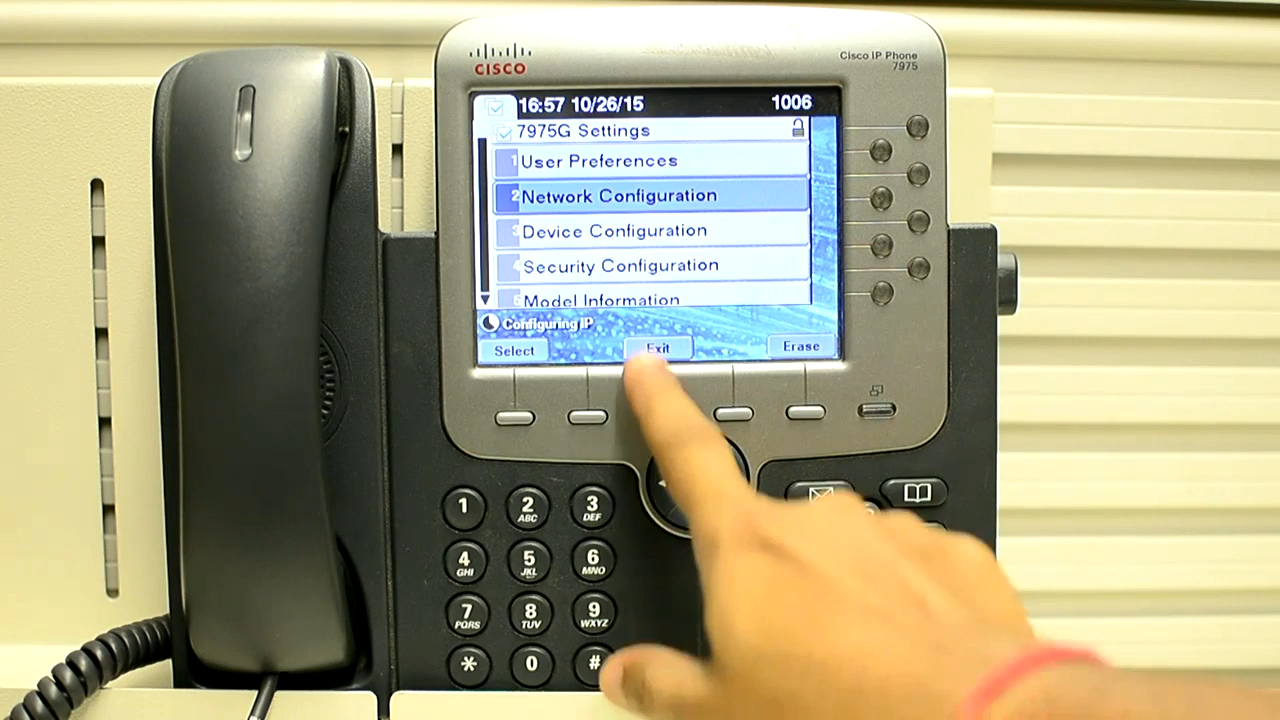 CISCO
Cisco IP Phone
7975
16:57 10/26/15 1006
7975G Settings
1 User Preferences
2 Network Configuration
3 Device Configuration
4 Security Configuration
Model Information
Configuring IP
Select Exit Erase
1 2 3
ABC DEF
4 5 6
GHI JKL MNO
7 8 9
PQRS TUV WXYZ
* 0 #